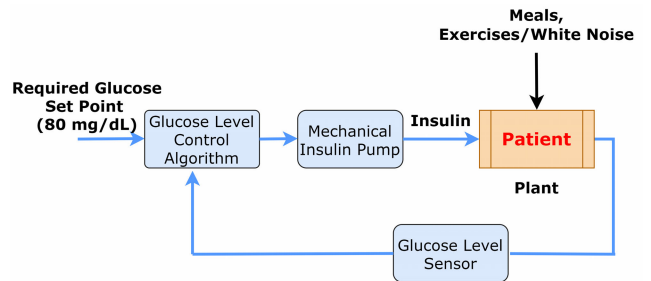 Meals,
Exercises/White Noise
Required Glucose
Set Point
(80 mg/dL)
Glucose Level
Control
Algorithm
Mechanical
Insulin Pump
Insulin
Patient
Plant
Glucose Level
Sensor